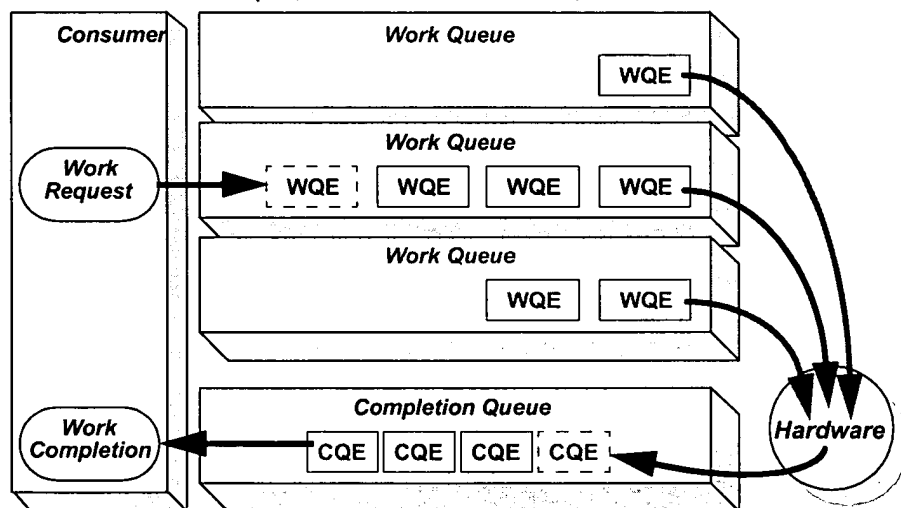 Consumer
Work Queue
WQE
Work Queue
Work
Request
WQE WQE WQE WQE
Work Queue
WQE WQE
Completion Queue
Work
Completion
CQE CQE CQE CQE
Hardware